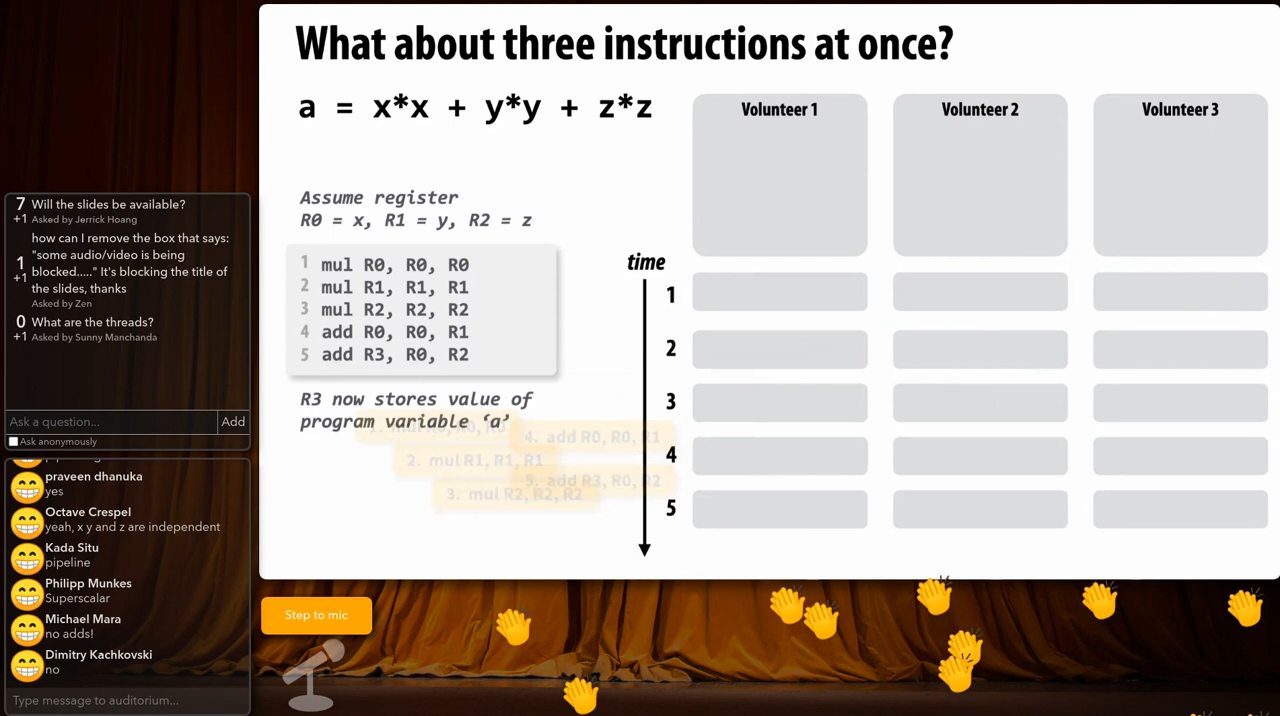 What about three instructions at once?
a = x*x + y*y + z*z
Volunteer 1
Volunteer 2
Volunteer 3
Assume register
R0 = x, R1 = y, R2 = z
1 mul R0, R0, R0
2 mul R1, R1, R1
3 mul R2, R2, R2
4 add R0, R0, R1
5 add R3, R0, R2
R3 now stores value of
program variable ‘a’
1. mul R0, R0, R0
2. mul R1, R1, R1
3. mul R2, R2, R2
4. add R0, R0, R1
5. add R3, R0, R2
time
1
2
3
4
5
7 Will the slides be available?
+1 Asked by Jerrick Hoang
how can I remove the box that says:
"some audio/video is being
1 blocked....." It's blocking the title of
+1 the slides, thanks
Asked by Zen
0 What are the threads?
+1 Asked by Sunny Manchanda
Ask a question... Add
Ask anonymously
praveen dhanuka
yes
Octave Crespel
yeah, x y and z are independent
Kada Situ
pipeline
Philipp Munkes
Superscalar
Michael Mara
no adds!
Dimitry Kachkovski
no
Type message to auditorium...
Step to mic